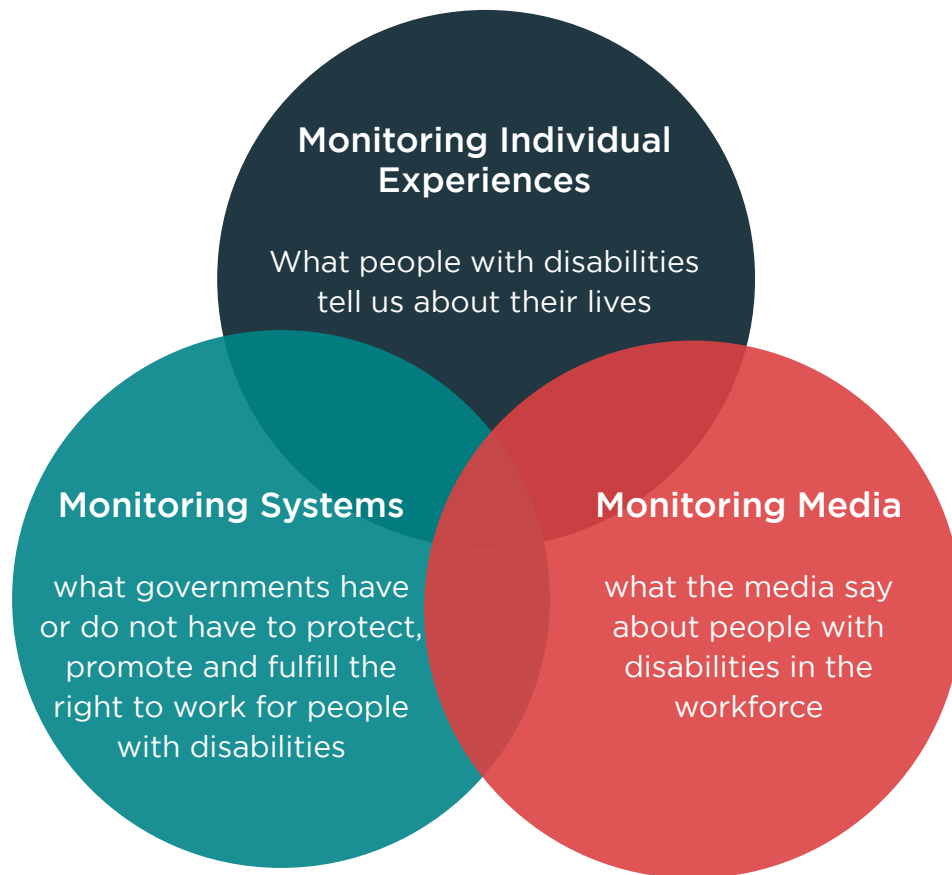 Monitoring Individual
Experiences
What people with disabilities
tell us about their lives
Monitoring Systems
what governments have
or do not have to protect,
promote and fulfill the
right to work for people
with disabilities
Monitoring Media
what the media say
about people with
disabilities in the
workforce